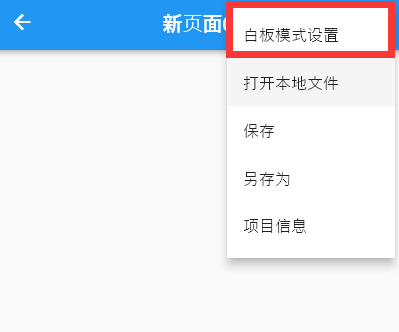 新页面
白板模式设置
打开本地文件
保存
另存为
项目信息